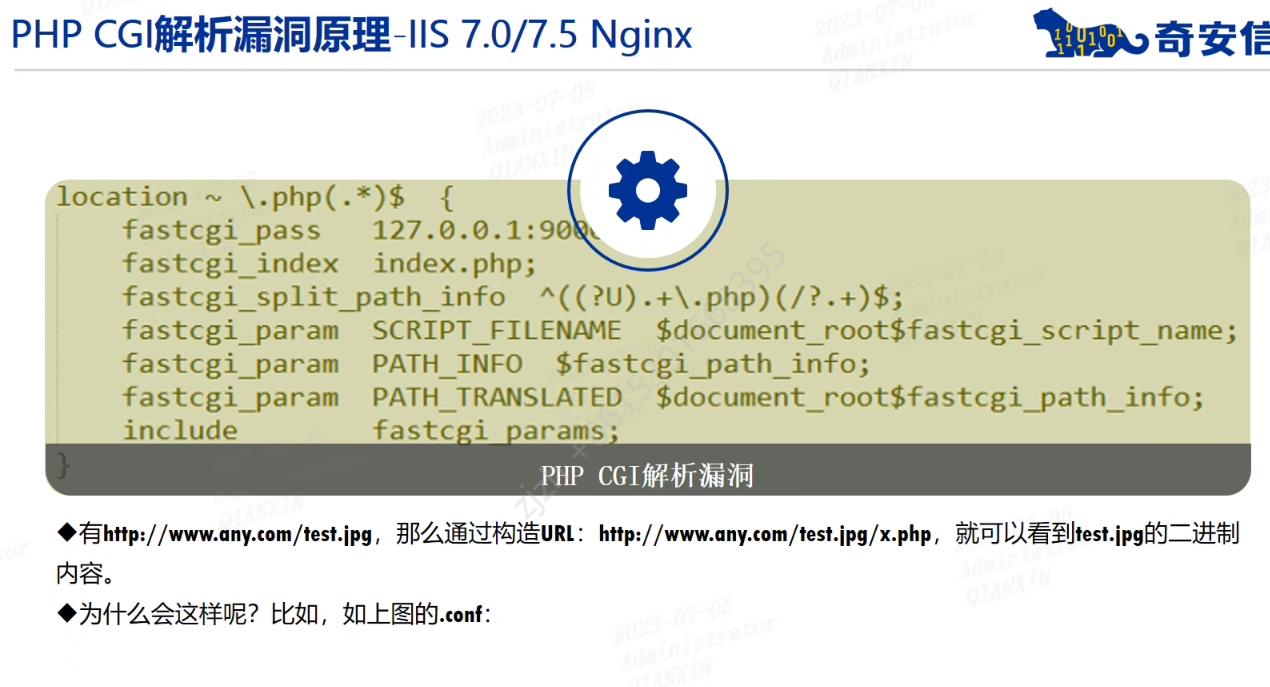 PHP CGI解析漏洞原理-IIS 7.0/7.5 Nginx
奇安信
location ~ \.php(.*)$ {
fastcgi_pass 127.0.0.1:900
fastcgi_index index.php;
fastcgi_split_path_info ^((?U).+\.php)(/?.+)$;
fastcgi_param SCRIPT_FILENAME $document_root$fastcgi_script_name;
fastcgi_param PATH_INFO $fastcgi_path_info;
fastcgi_param PATH_TRANSLATED $document_root$fastcgi_path_info;
include fastcgi_params;
}
PHP CGI解析漏洞
◆有http://www.any.com/test.jpg，那么通过构造URL：http://www.any.com/test.jpg/x.php，就可以看到test.jpg的二进制
内容。
◆为什么会这样呢？比如，如上图的.conf：
2023-07-05
Administrator
QIANXIN